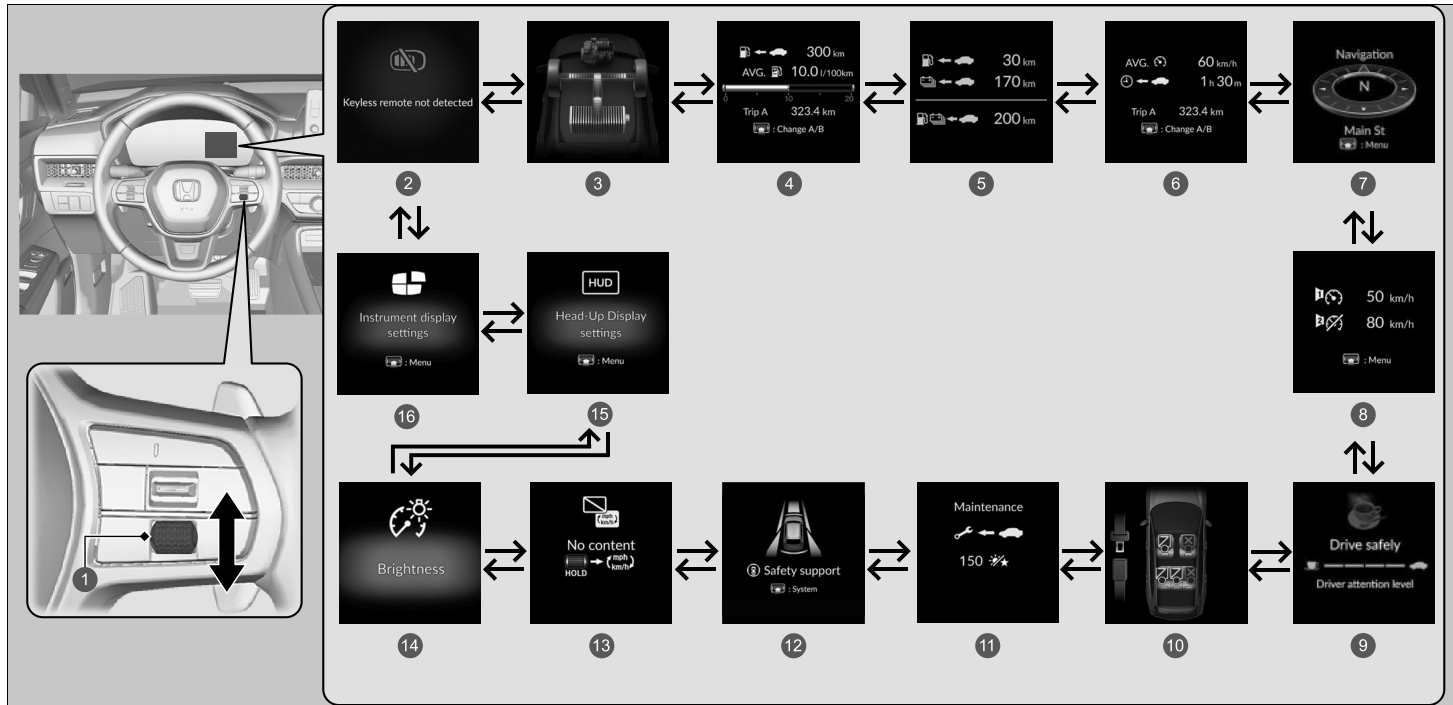 Keyless remote not detected
2
3
300 km
AVG. 10.0 l/100km
0 10 20
Trip A 323.4 km
: Change A/B
4
30 km
170 km
200 km
5
AVG. 60 km/h
1 h 30 m
Trip A 323.4 km
: Change A/B
6
Navigation
N
Main St
: Menu
7
Instrument display
settings
: Menu
16
HUD
Head-Up Display
settings
: Menu
15
1 50 km/h
2 80 km/h
: Menu
8
1
Brightness
14
mph
km/h
No content
HOLD mph
km/h
13
Safety support
: System
12
Maintenance
150
11
10
Drive safely
Driver attention level
9